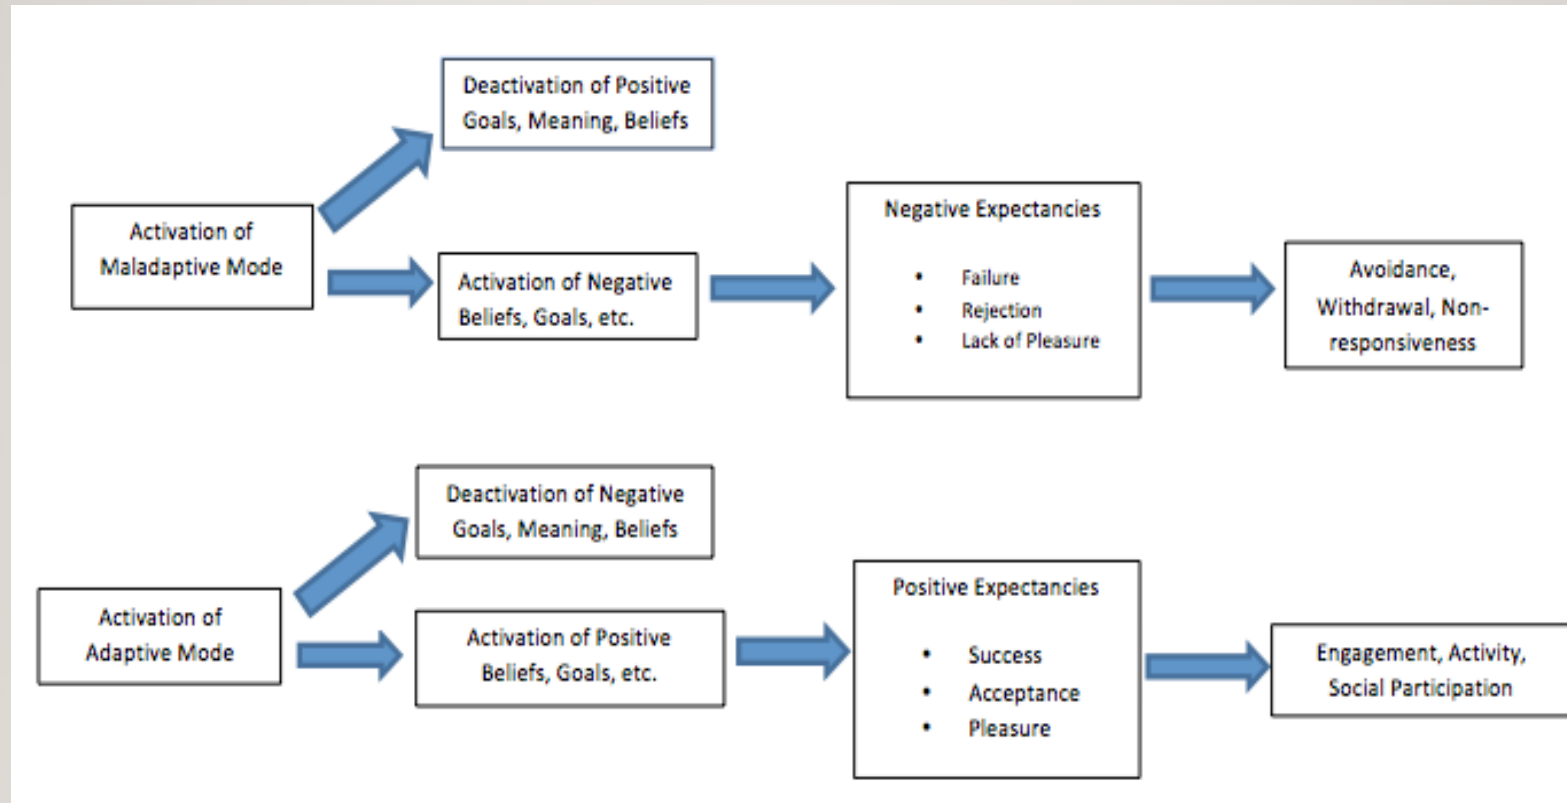 Deactivation of Positive
Goals, Meaning, Beliefs
Activation of
Maladaptive Mode
Activation of Negative
Beliefs, Goals, etc.
Negative Expectancies
• Failure
• Rejection
• Lack of Pleasure
Avoidance,
Withdrawal, Non-
responsiveness
Deactivation of Negative
Goals, Meaning, Beliefs
Activation of
Adaptive Mode
Activation of Positive
Beliefs, Goals, etc.
Positive Expectancies
• Success
• Acceptance
• Pleasure
Engagement, Activity,
Social Participation